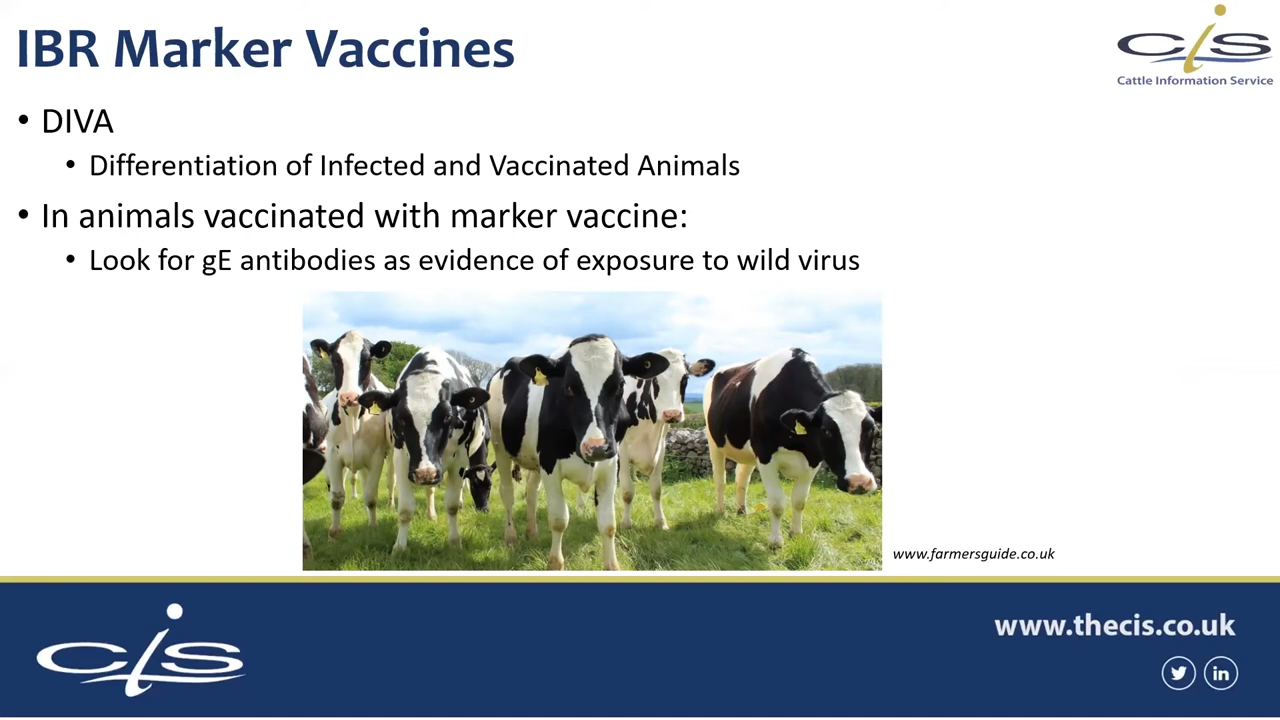 IBR Marker Vaccines
CIS
Cattle Information Service
• DIVA
• Differentiation of Infected and Vaccinated Animals
• In animals vaccinated with marker vaccine:
• Look for gE antibodies as evidence of exposure to wild virus
www.farmersguide.co.uk
CIS
www.thecis.co.uk
in